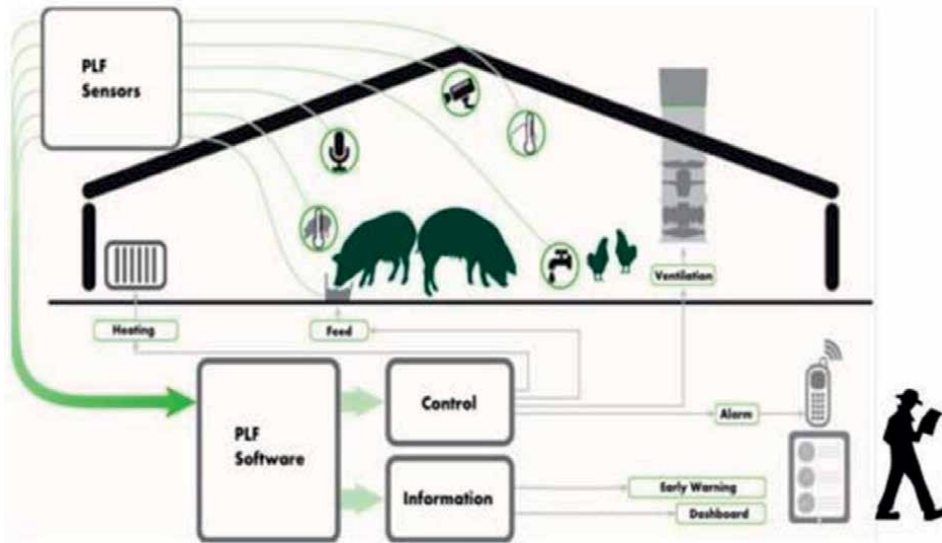 PLF
Sensors
Ventilation
Heating
Feed
PLF
Software
Control
Alarm
Information
Early Warning
Dashboard